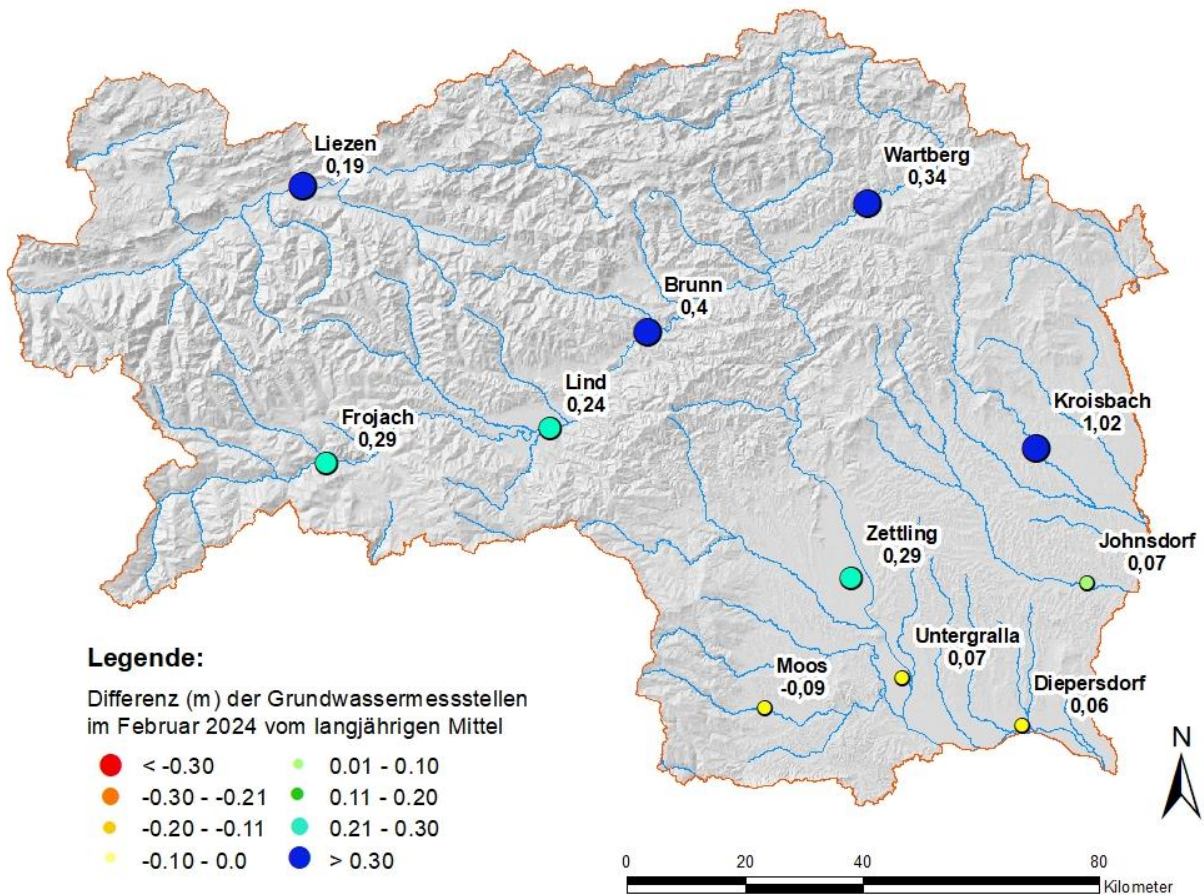 Liezen
0,19
Wartberg
0,34
Brunn
0,4
Lind
0,24
Frojach
0,29
Kroisbach
1,02
Zettling
0,29
Johnsdorf
0,07
Untergralla
0,07
Moos
-0,09
Diepersdorf
0,06
Legende:
Differenz (m) der Grundwassermessstellen
im Februar 2024 vom langjährigen Mittel
< -0.30
-0.30 - -0.21
-0.20 - -0.11
-0.10 - 0.0
0.01 - 0.10
0.11 - 0.20
0.21 - 0.30
> 0.30
N
0 20 40 80
Kilometer